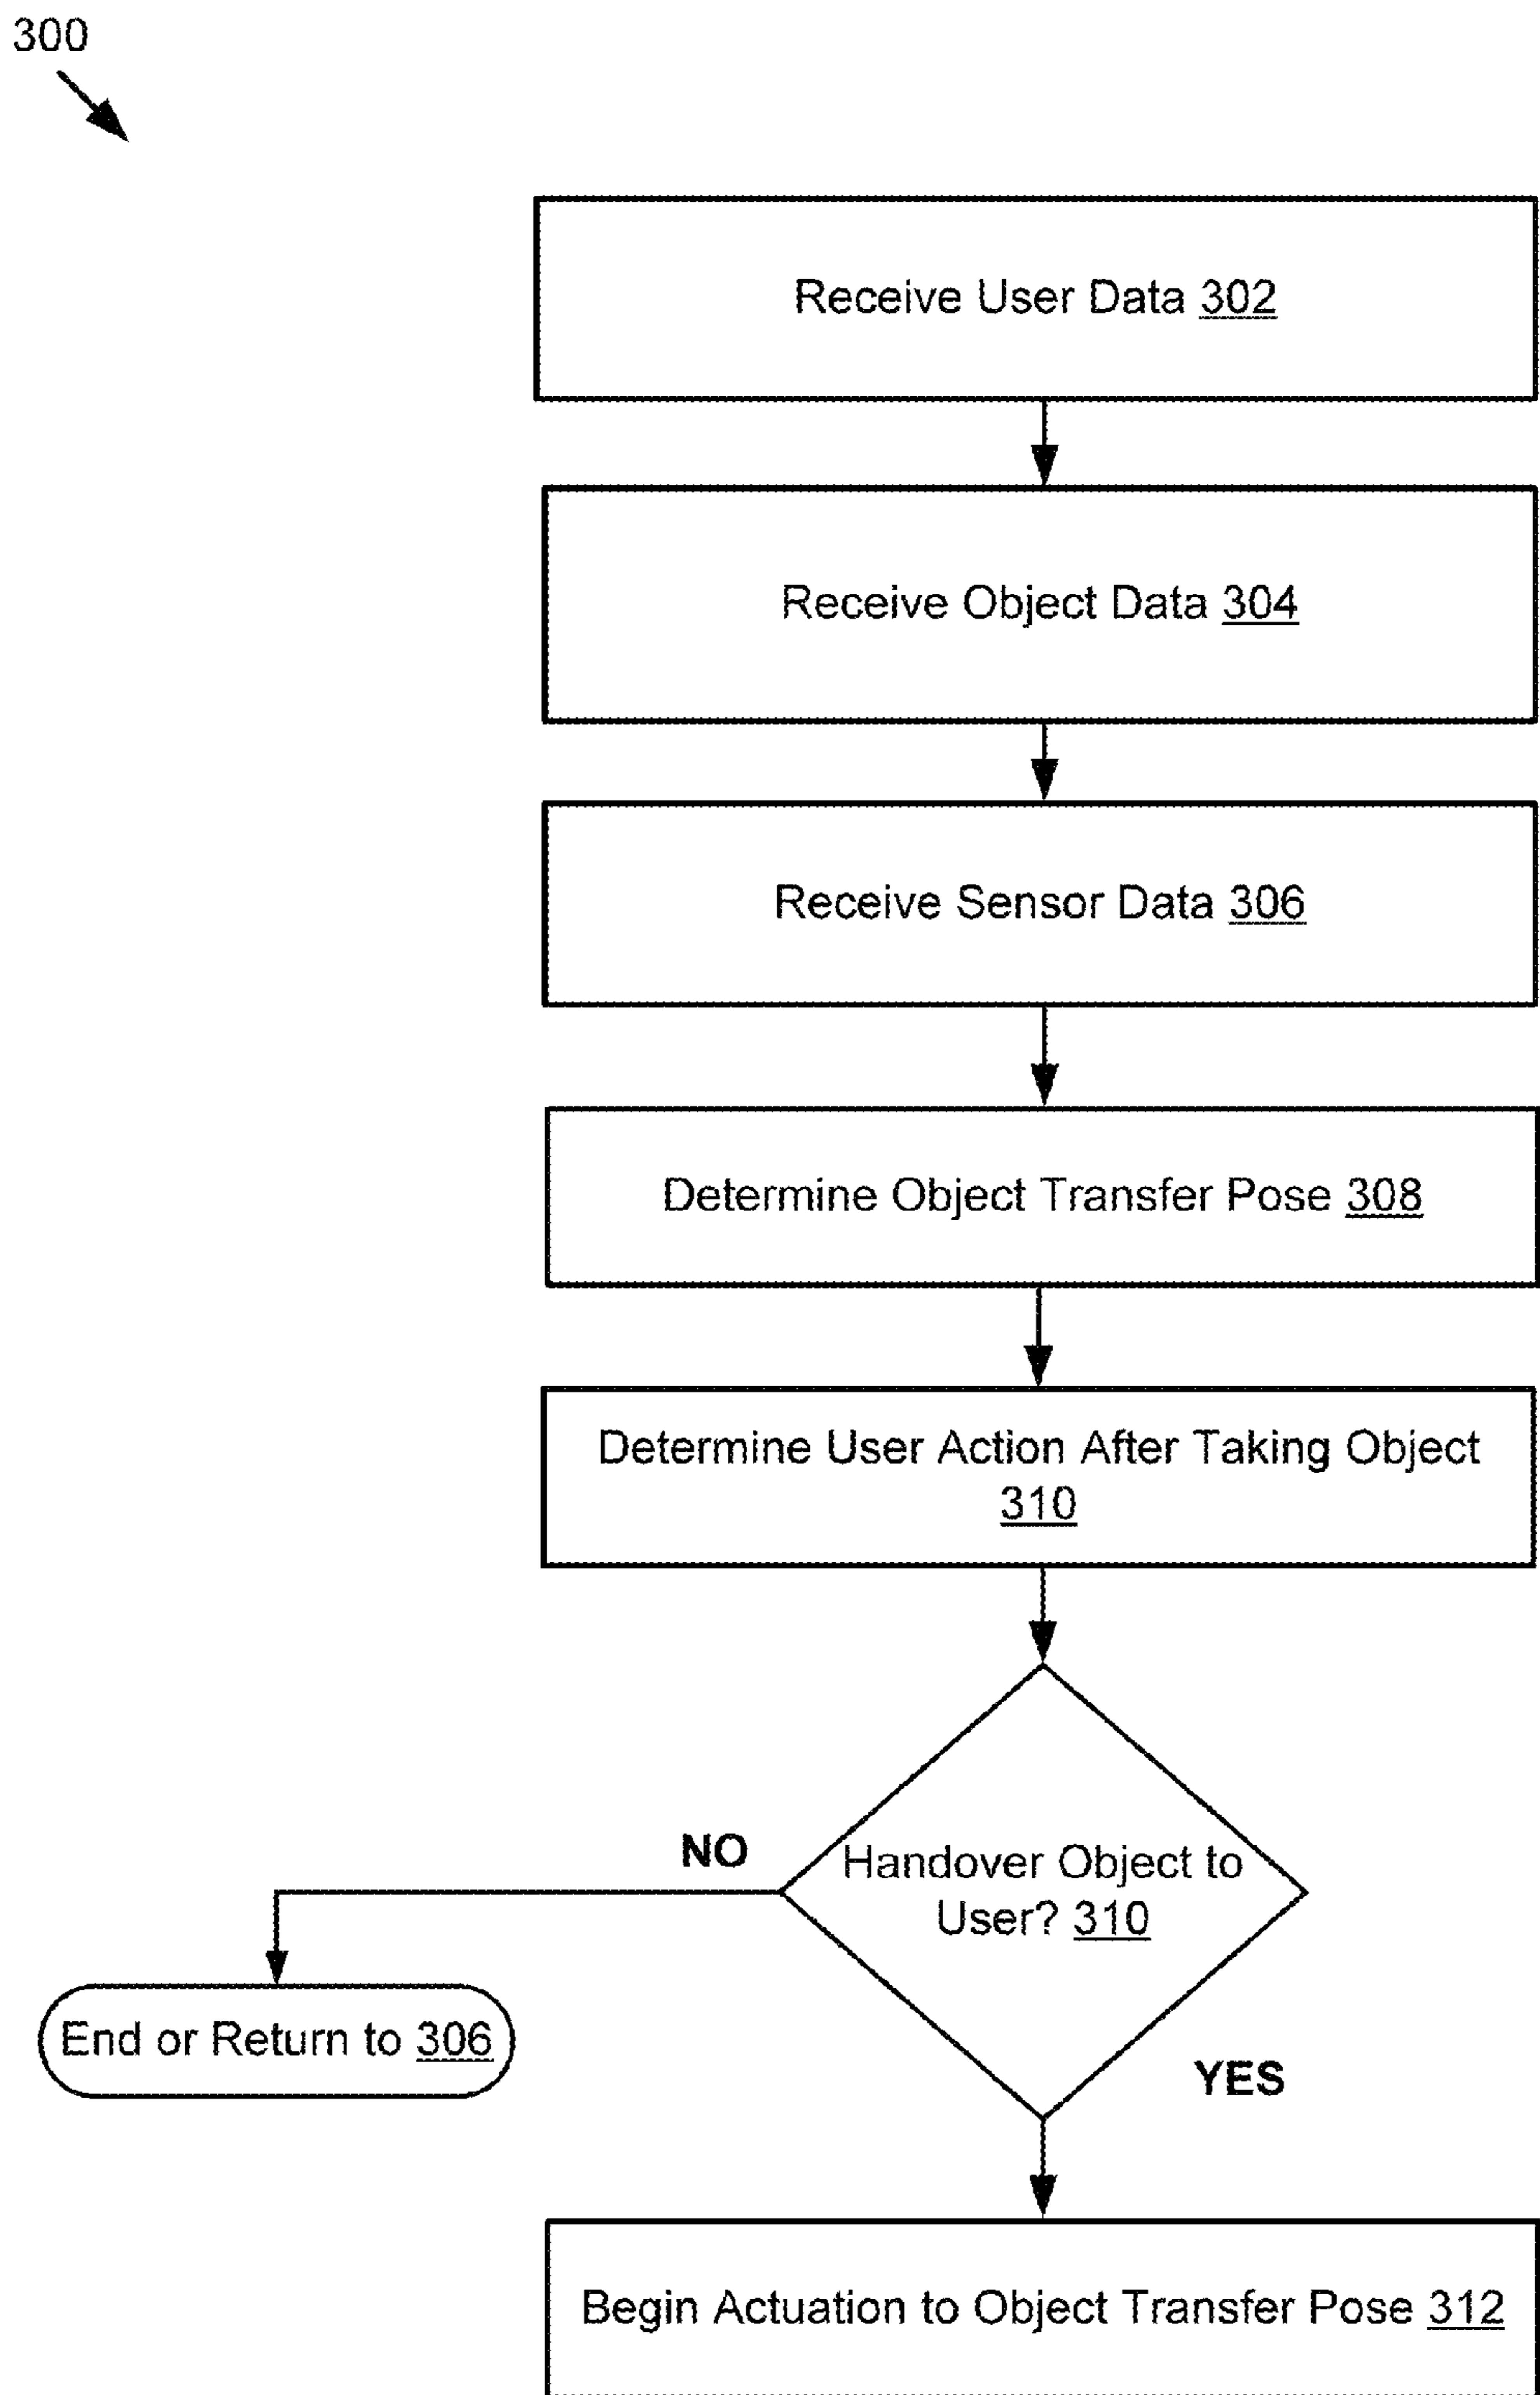 300
Receive User Data 302
Receive Object Data 304
Receive Sensor Data 306
Determine Object Transfer Pose 308
Determine User Action After Taking Object
310
NO
Handover Object to
User? 310
End or Return to 306
YES
Begin Actuation to Object Transfer Pose 312